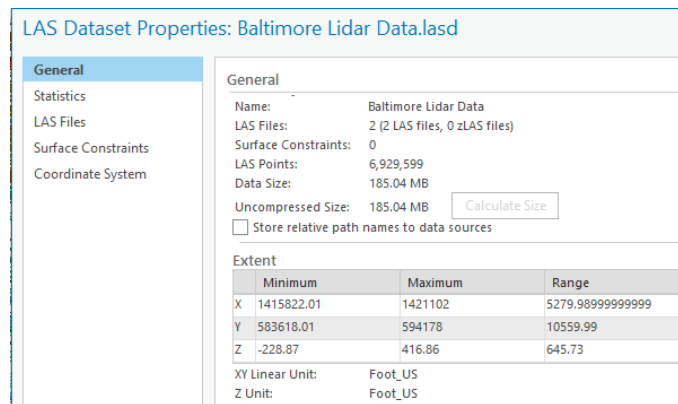 LAS Dataset Properties: Baltimore Lidar Data.lasd
General
Statistics
LAS Files
Surface Constraints
Coordinate System
General
Name: Baltimore Lidar Data
LAS Files: 2 (2 LAS files, 0 zLAS files)
Surface Constraints: 0
LAS Points: 6,929,599
Data Size: 185.04 MB
Uncompressed Size: 185.04 MB Calculate Size
Store relative path names to data sources
Extent
Minimum Maximum Range
X 1415822.01 1421102 5279.98999999999
Y 583618.01 594178 10559.99
Z -228.87 416.86 645.73
XY Linear Unit: Foot_US
Z Unit: Foot_US